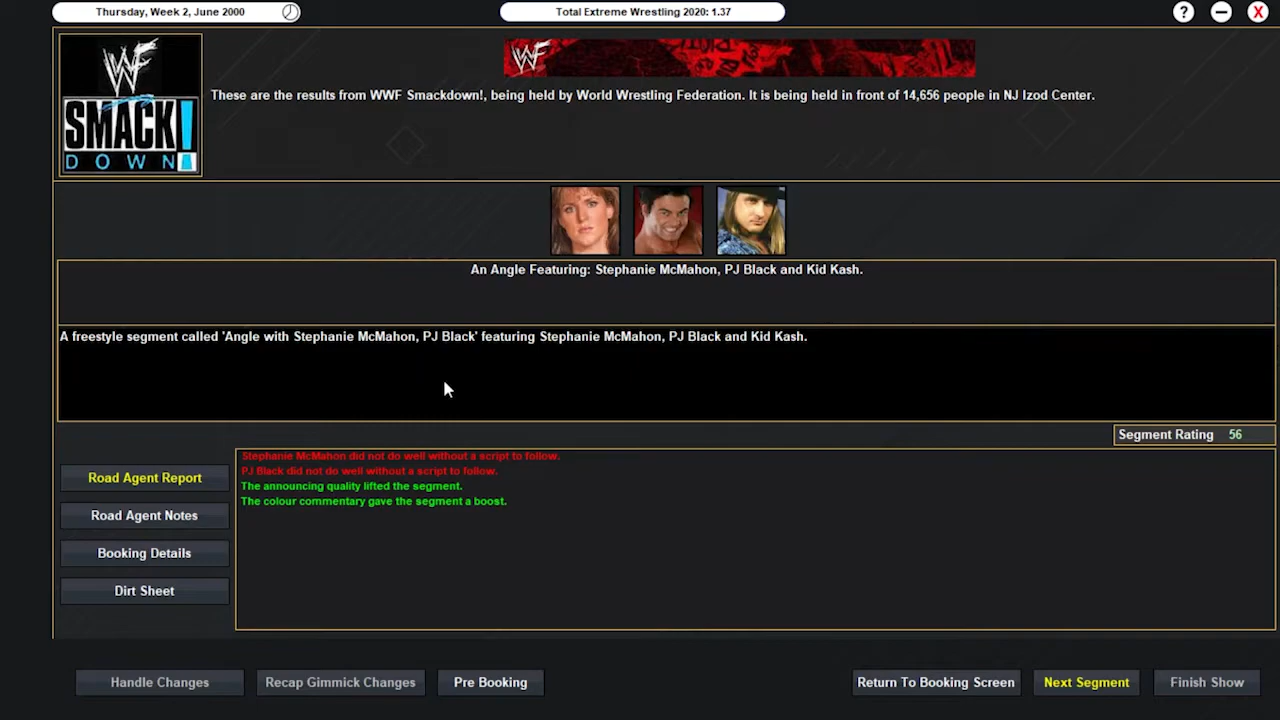 Thursday, Week 2, June 2000
Total Extreme Wrestling 2020: 1.37
?
X
WF
SMACK!
DOWN!
WF
These are the results from WWF Smackdown!, being held by World Wrestling Federation. It is being held in front of 14,656 people in NJ Izod Center.
An Angle Featuring: Stephanie McMahon, PJ Black and Kid Kash.
A freestyle segment called 'Angle with Stephanie McMahon, PJ Black' featuring Stephanie McMahon, PJ Black and Kid Kash.
Segment Rating 56
Road Agent Report
Road Agent Notes
Booking Details
Dirt Sheet
Stephanie McMahon did not do well without a script to follow.
PJ Black did not do well without a script to follow.
The announcing quality lifted the segment.
The colour commentary gave the segment a boost.
Handle Changes
Recap Gimmick Changes
Pre Booking
Return To Booking Screen
Next Segment
Finish Show